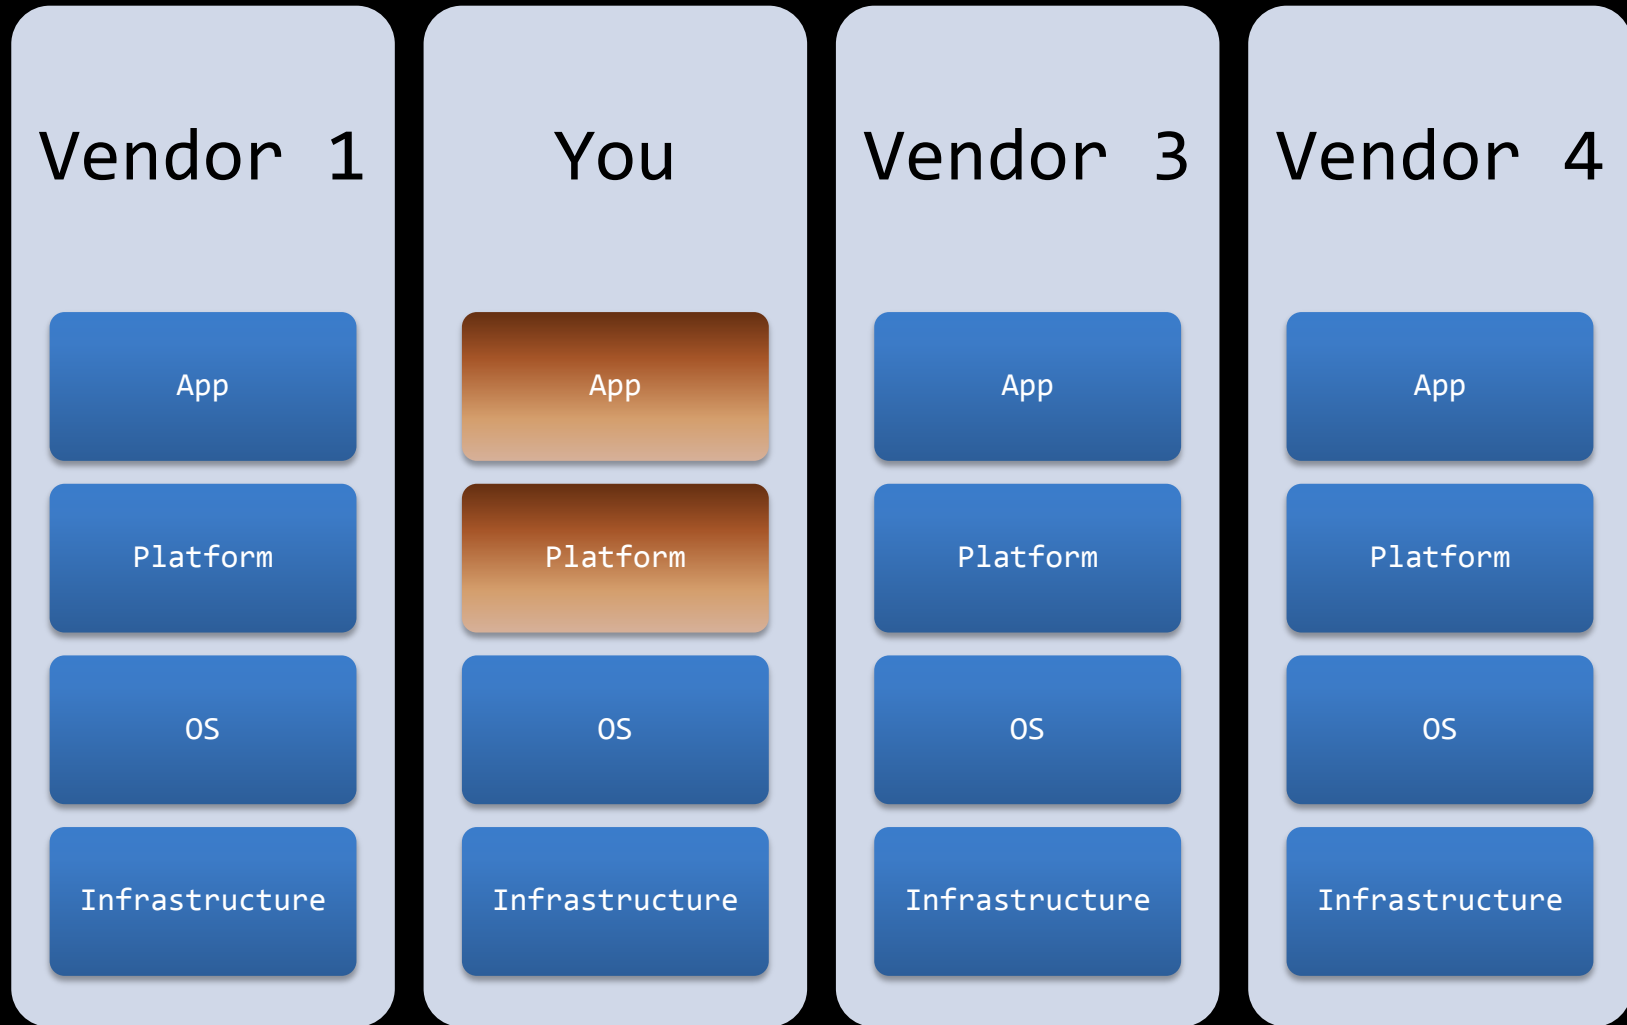 Vendor 1
App
Platform
OS
Infrastructure
You
App
Platform
OS
Infrastructure
Vendor 3
App
Platform
OS
Infrastructure
Vendor 4
App
Platform
OS
Infrastructure